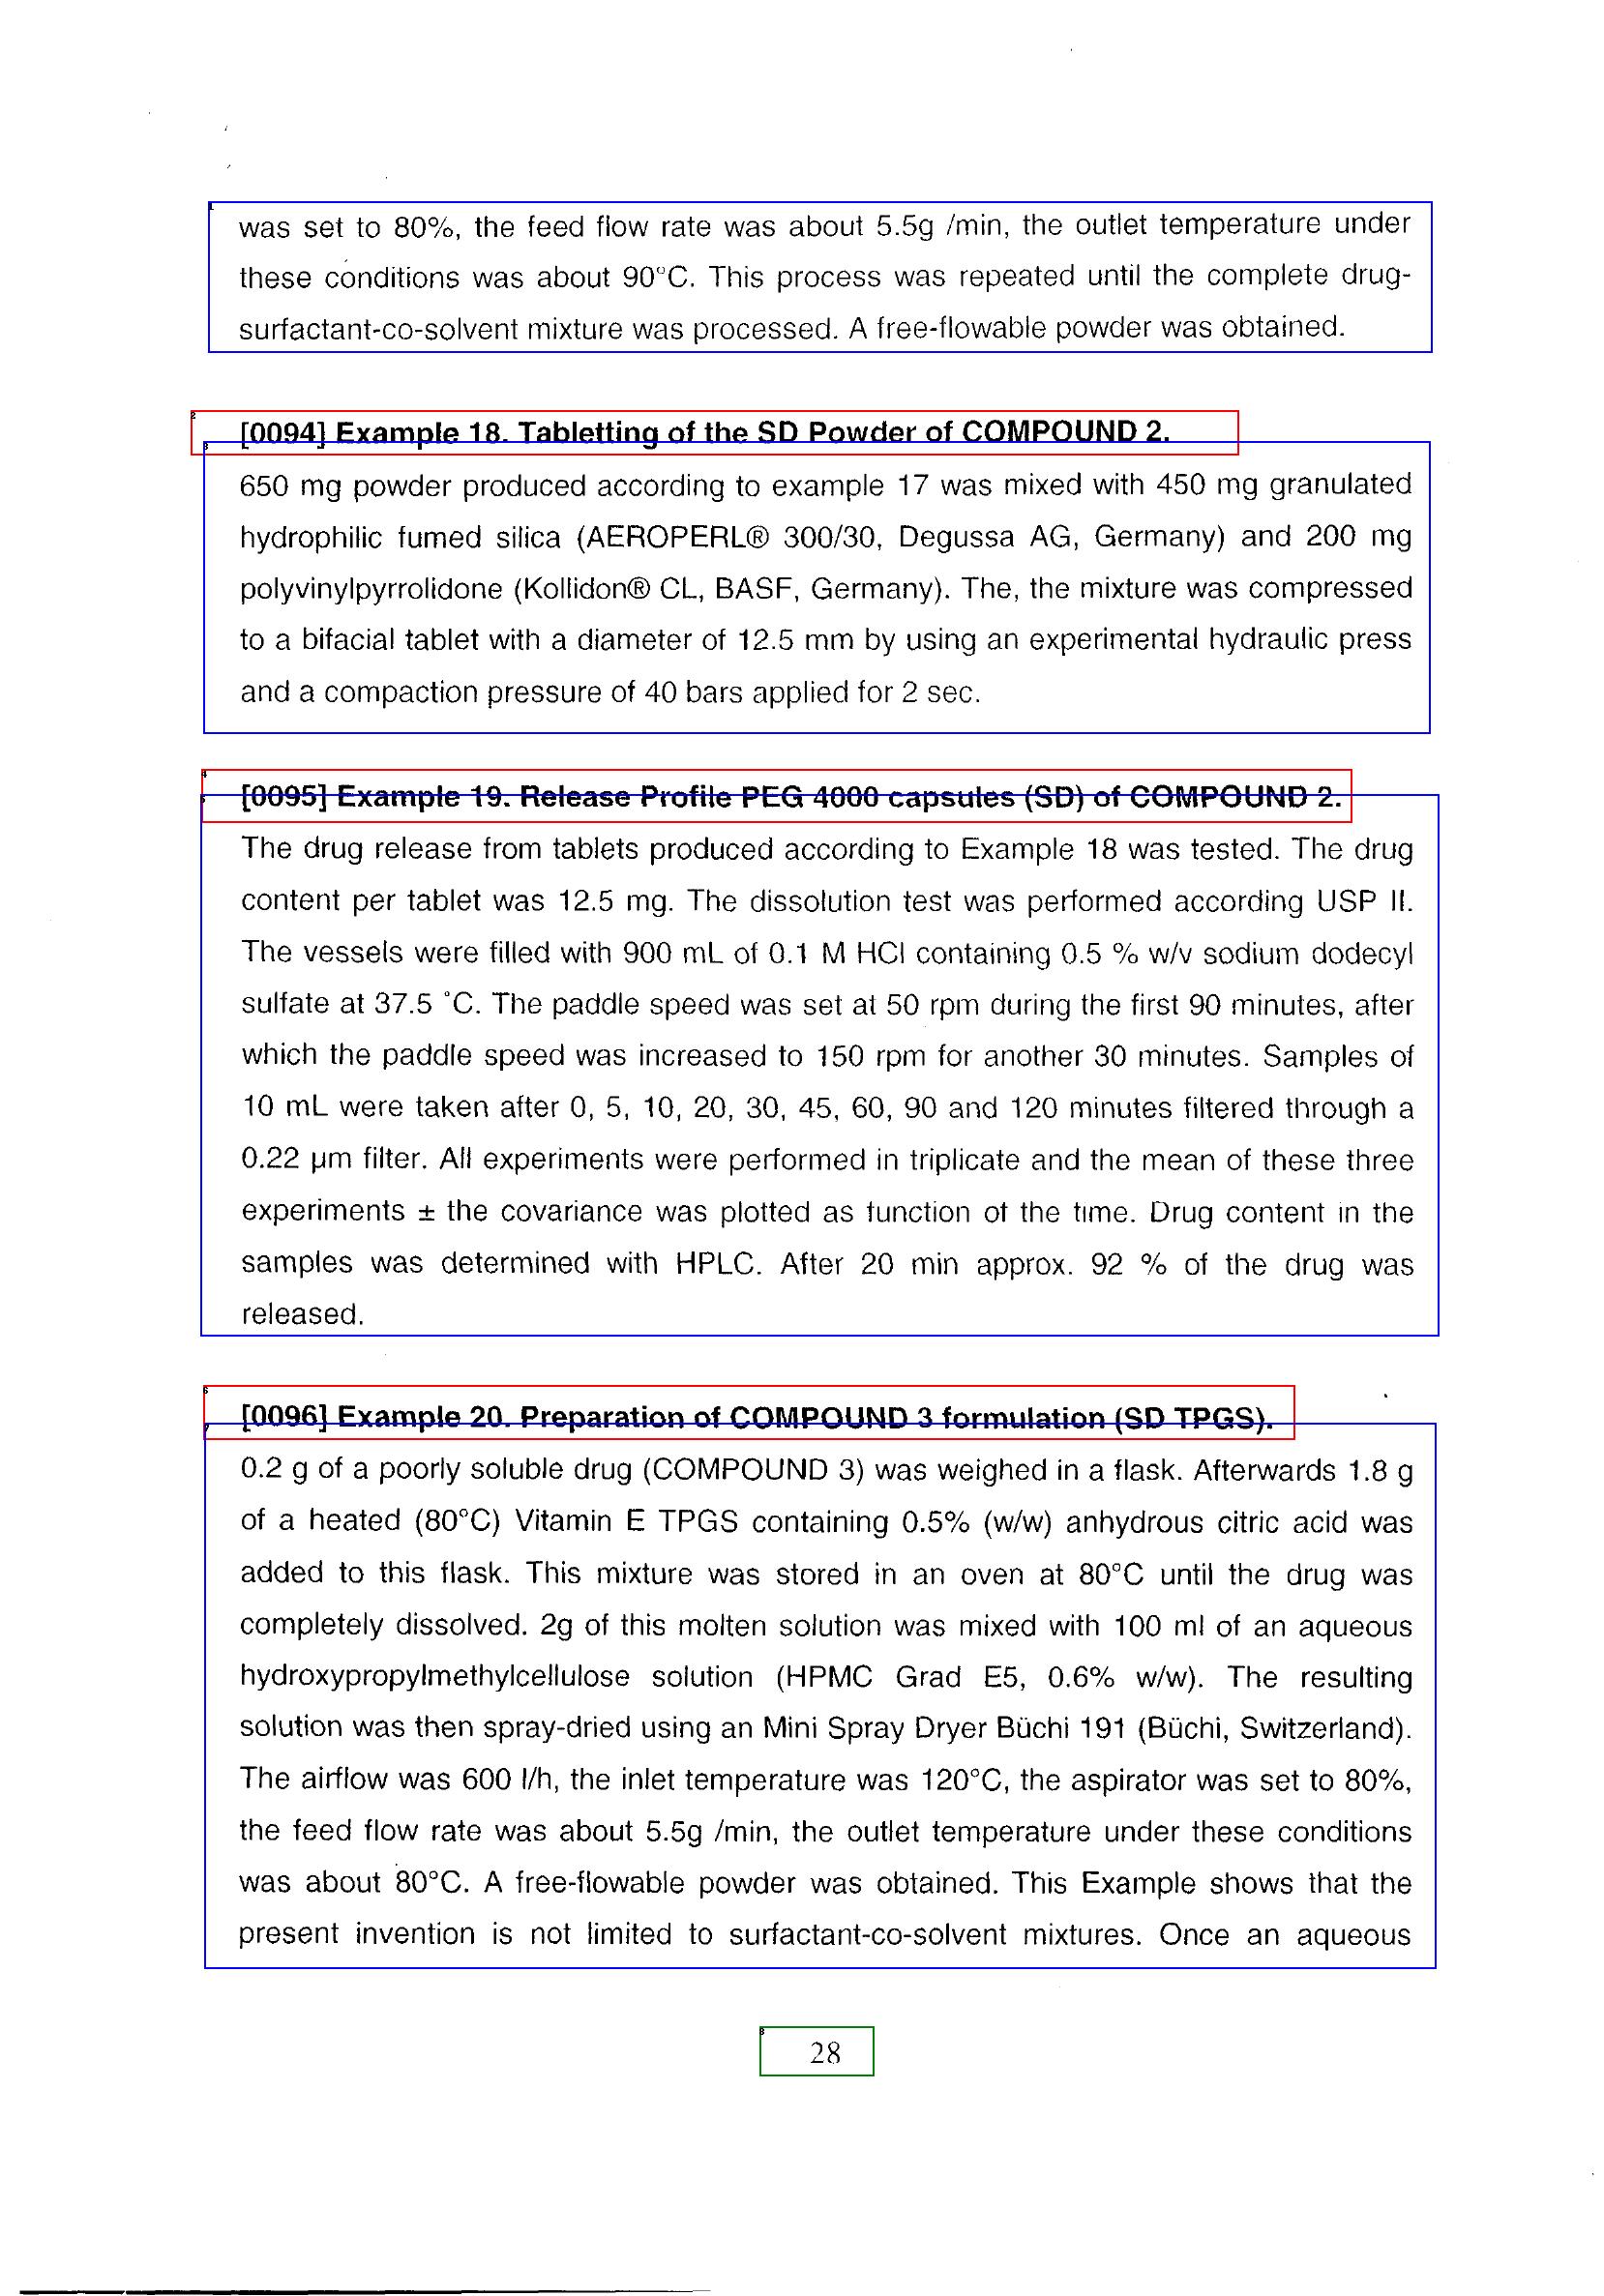 was set to 80%, the feed flow rate was about 5.5g /min, the outlet temperature under
these conditions was about 90°C. This process was repeated until the complete drug-
surfactant-co-solvent mixture was processed. A free-flowable powder was obtained.
[0094] Example 18. Tabletting of the SD Powder of COMPOUND 2.
650 mg powder produced according to example 17 was mixed with 450 mg granulated
hydrophilic fumed silica (AEROPERL® 300/30, Degussa AG, Germany) and 200 mg
polyvinylpyrrolidone (Kollidon® CL, BASF, Germany). The, the mixture was compressed
to a bifacial tablet with a diameter of 12.5 mm by using an experimental hydraulic press
and a compaction pressure of 40 bars applied for 2 sec.
[0095] Example 19. Release Profile PEG 4000 capsules (SD) of COMPOUND 2.
The drug release from tablets produced according to Example 18 was tested. The drug
content per tablet was 12.5 mg. The dissolution test was performed according USP II.
The vessels were filled with 900 mL of 0.1 M HCl containing 0.5 % w/v sodium dodecyl
sulfate at 37.5 °C. The paddle speed was set at 50 rpm during the first 90 minutes, after
which the paddle speed was increased to 150 rpm for another 30 minutes. Samples of
10 mL were taken after 0, 5, 10, 20, 30, 45, 60, 90 and 120 minutes filtered through a
0.22 µm filter. All experiments were performed in triplicate and the mean of these three
experiments ± the covariance was plotted as function of the time. Drug content in the
samples was determined with HPLC. After 20 min approx. 92 % of the drug was
released.
[0096] Example 20. Preparation of COMPOUND 3 formulation (SD TPGS).
0.2 g of a poorly soluble drug (COMPOUND 3) was weighed in a flask. Afterwards 1.8 g
of a heated (80°C) Vitamin E TPGS containing 0.5% (w/w) anhydrous citric acid was
added to this flask. This mixture was stored in an oven at 80°C until the drug was
completely dissolved. 2g of this molten solution was mixed with 100 ml of an aqueous
hydroxypropylmethylcellulose solution (HPMC Grad E5, 0.6% w/w). The resulting
solution was then spray-dried using an Mini Spray Dryer Büchi 191 (Büchi, Switzerland).
The airflow was 600 l/h, the inlet temperature was 120°C, the aspirator was set to 80%,
the feed flow rate was about 5.5g /min, the outlet temperature under these conditions
was about 80°C. A free-flowable powder was obtained. This Example shows that the
present invention is not limited to surfactant-co-solvent mixtures. Once an aqueous
28